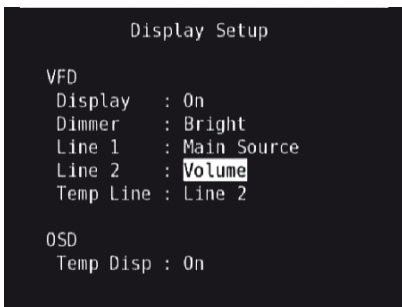 Display Setup
VFD
Display : On
Dimmer : Bright
Line 1 : Main Source
Line 2 : Volume
Temp Line : Line 2
OSD
Temp Disp : On